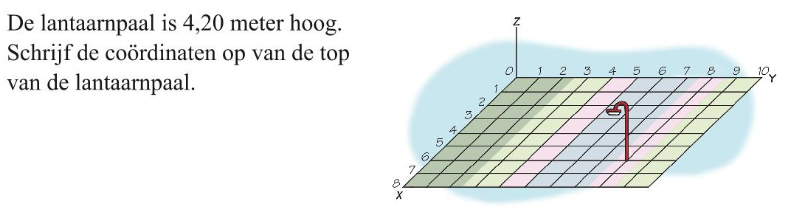 De lantaarnpaal is 4,20 meter hoog.
Schrijf de coördinaten op van de top
van de lantaarnpaal.
Z
0 1 2 3 4 5 6 7 8 9 10 Y
1
2
3
4
5
6
7
8
X